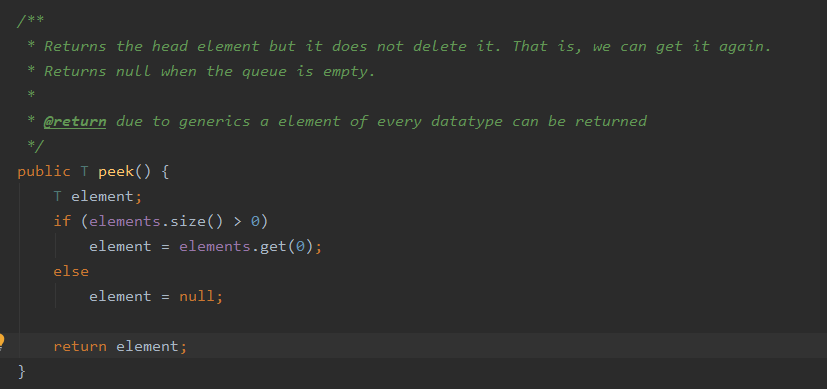 /**
 * Returns the head element but it does not delete it. That is, we can get it again.
 * Returns null when the queue is empty.
 *
 * @return due to generics a element of every datatype can be returned
 */
public T peek() {
    T element;
    if (elements.size() > 0)
        element = elements.get(0);
    else
        element = null;

    return element;
}